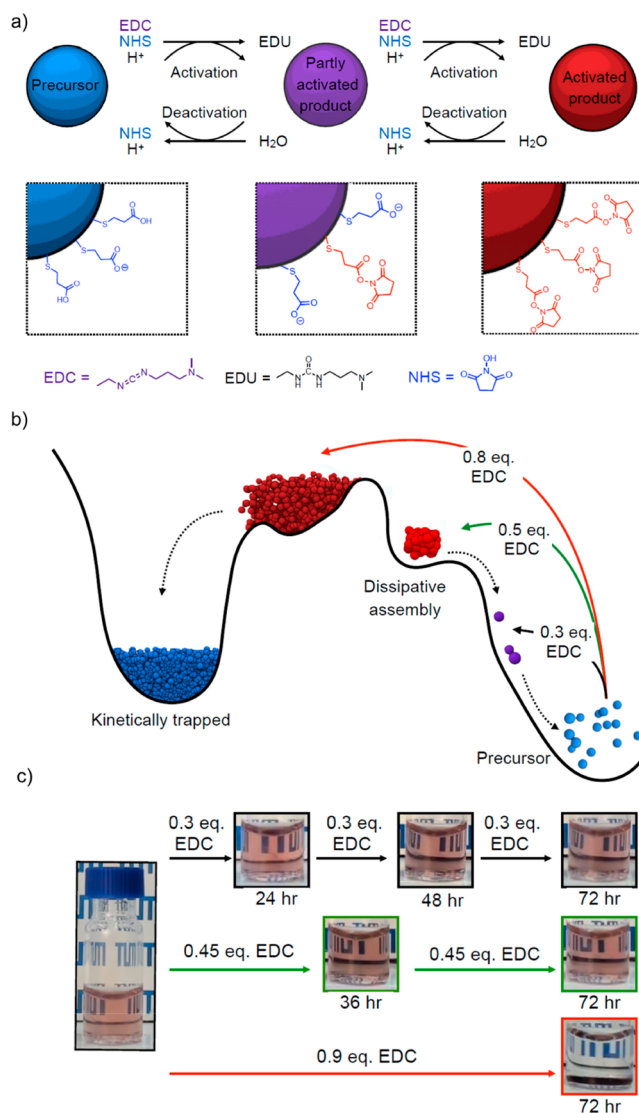 a)
EDC
NHS
H⁺
EDU
Activation
Precursor
Deactivation
NHS
H⁺
H₂O
Partly
activated
product
EDC
NHS
H⁺
EDU
Activation
Deactivation
NHS
H⁺
H₂O
Activated
product
S
O
OH
S
O
O⊖
S
O
HO
S
O
O⊖
S
O
O
N
O
O
S
O
O⊖
S
O
O
N
O
O
S
O
O
N
O
O
S
O
O
N
O
O
EDC =
N=C=N
N
EDU =
O
N
H
C
N
H
N
NHS =
OH
O
N
O
b)
0.8 eq.
EDC
0.5 eq.
EDC
0.3 eq.
EDC
Dissipative
assembly
Kinetically trapped
Precursor
c)
0.3 eq.
EDC
24 hr
0.3 eq.
EDC
48 hr
0.3 eq.
EDC
72 hr
TUM
0.45 eq. EDC
36 hr
0.45 eq. EDC
72 hr
0.9 eq. EDC
72 hr